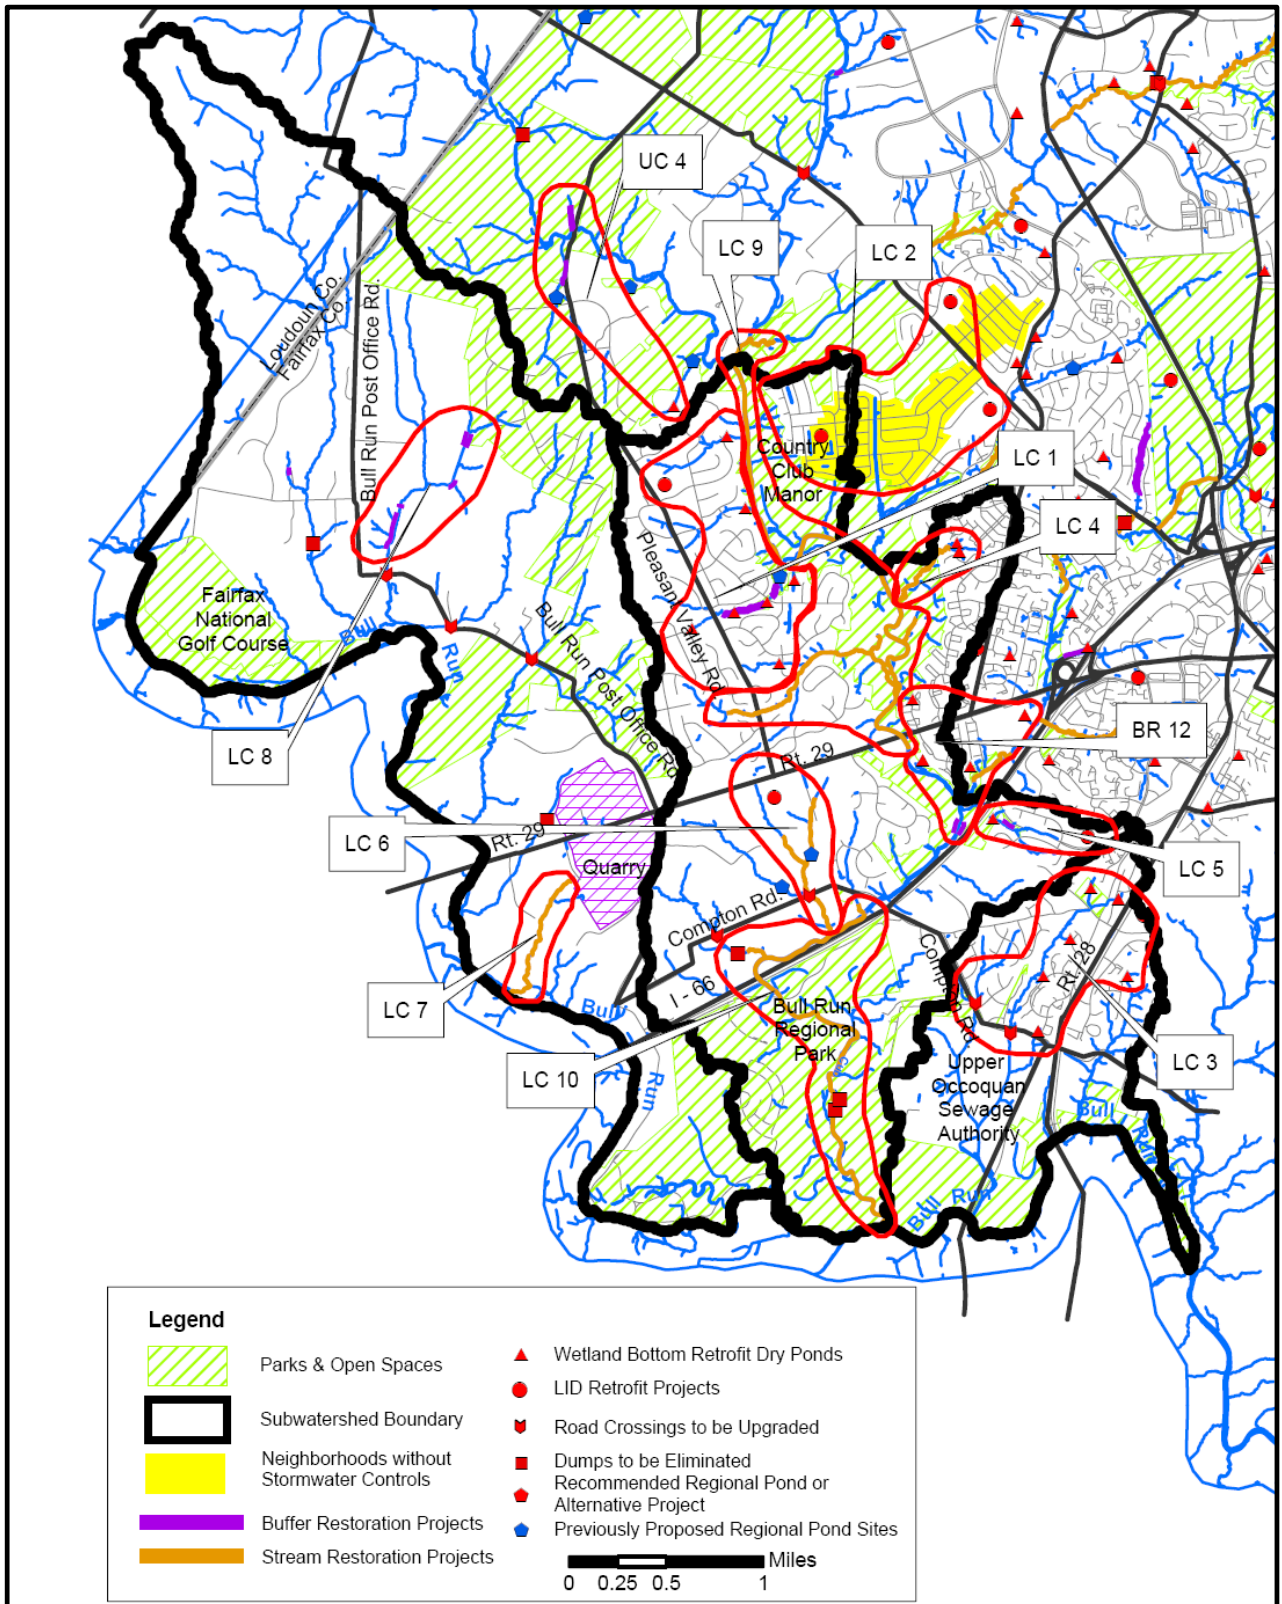 UC 4
LC 9
LC 2
Loudoun Co.
Fairfax Co.
Bull Run Post Office Rd.
Country
Club
Manor
LC 1
LC 4
Pleasant Valley Rd.
Fairfax
National
Golf Course
Bull
Run
Bull Run Post Office Rd.
LC 8
BR 12
Rt. 29
LC 6
Rt. 29
Quarry
LC 5
Compton Rd.
Compton Rd.
Rt. 28
I - 66
LC 7
Bull
Run
Bull Run
Regional
Park
LC 10
Upper
Occoquan
Sewage
Authority
LC 3
Bull
Run
Bull Run
Legend
Parks & Open Spaces
Subwatershed Boundary
Neighborhoods without
Stormwater Controls
Buffer Restoration Projects
Stream Restoration Projects
Wetland Bottom Retrofit Dry Ponds
LID Retrofit Projects
Road Crossings to be Upgraded
Dumps to be Eliminated
Recommended Regional Pond or
Alternative Project
Previously Proposed Regional Pond Sites
Miles
0 0.25 0.5 1